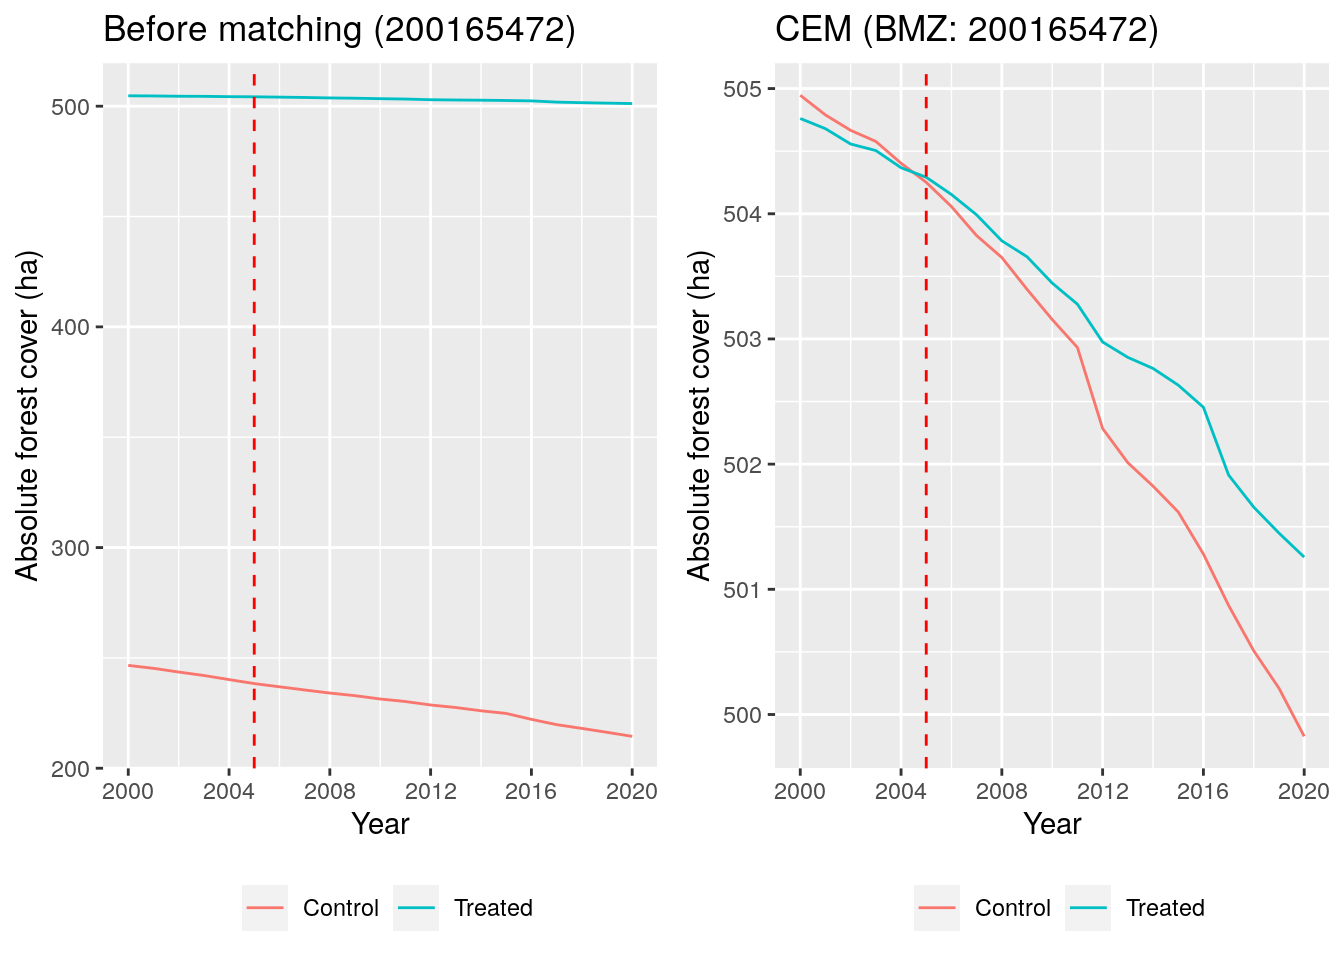 Before matching (200165472)
Absolute forest cover (ha)
500
400
300
200
2000 2004 2008 2012 2016 2020
Year
Control Treated
CEM (BMZ: 200165472)
Absolute forest cover (ha)
505
504
503
502
501
500
2000 2004 2008 2012 2016 2020
Year
Control Treated